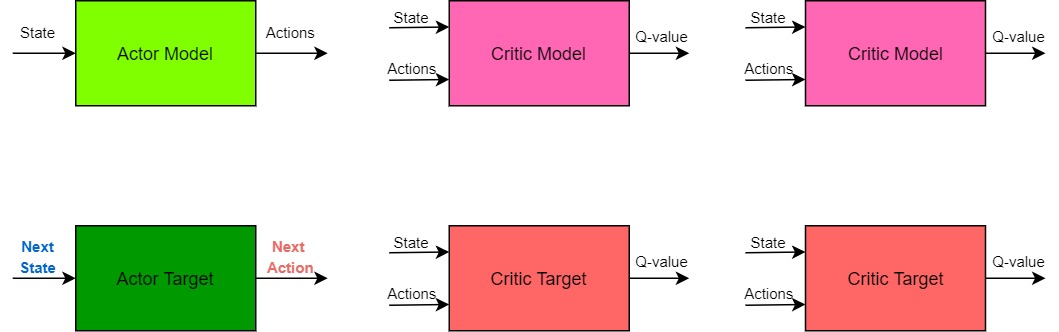 State
Actor Model
Actions
State
Actions
Critic Model
Q-value
State
Actions
Critic Model
Q-value
Next
State
Actor Target
Next
Action
State
Actions
Critic Target
Q-value
State
Actions
Critic Target
Q-value